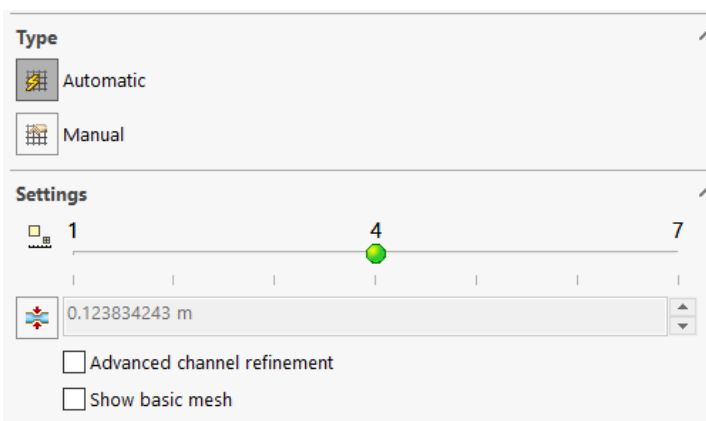 Type
Automatic
Manual
Settings
1 4 7
0.123834243 m
Advanced channel refinement
Show basic mesh